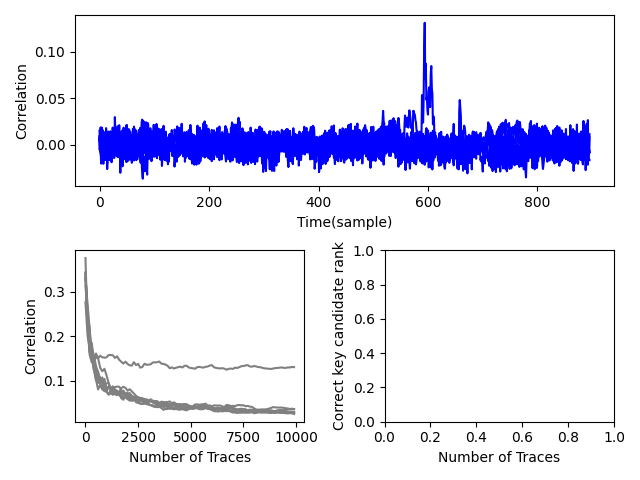 0.10
0.05
0.00
Correlation
0 200 400 600 800
Time(sample)
0.3
0.2
0.1
Correlation
0 2500 5000 7500 10000
Number of Traces
1.0
0.8
0.6
0.4
0.2
0.0
Correct key candidate rank
0.0 0.2 0.4 0.6 0.8 1.0
Number of Traces